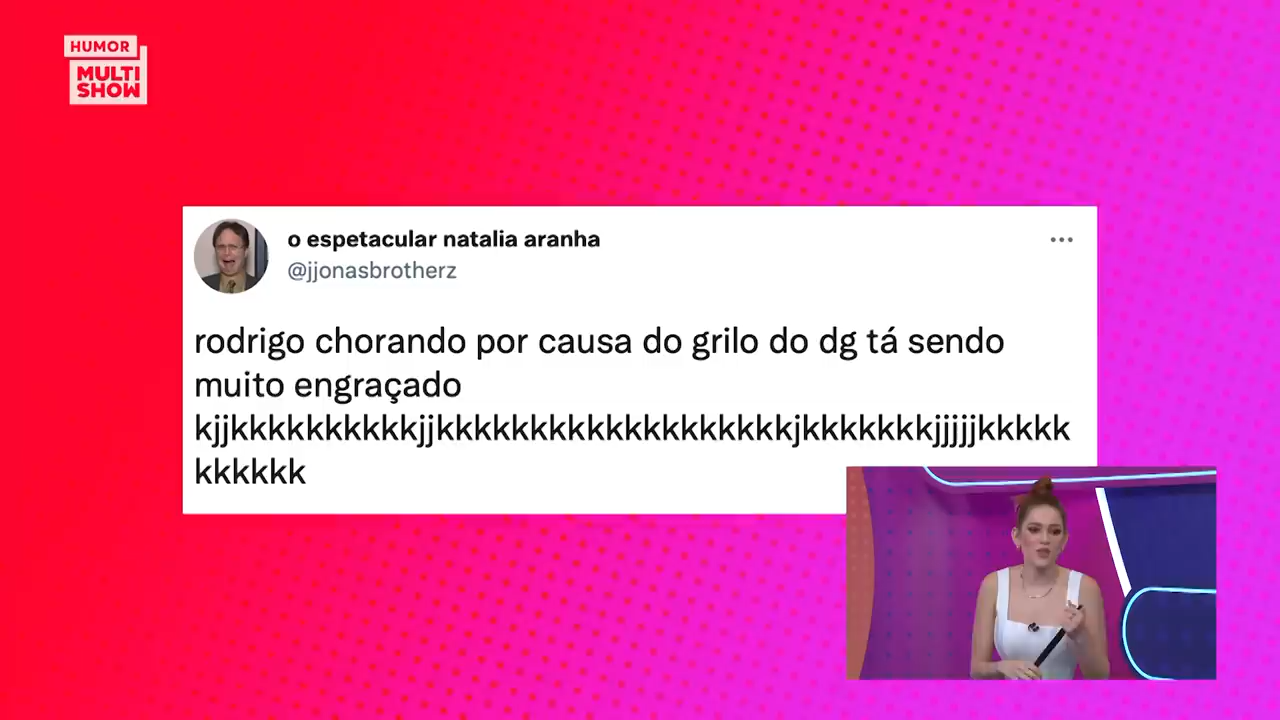 HUMOR
MULTI
SHOW
o espetacular natalia aranha
@jjonasbrotherz
rodrigo chorando por causa do grilo do dg tá sendo
muito engraçado
kjjkkkkkkkkkkjjkkkkkkkkkkkkkkkkkkkjkkkkkkkjjjjjkkkkk
kkkkkk